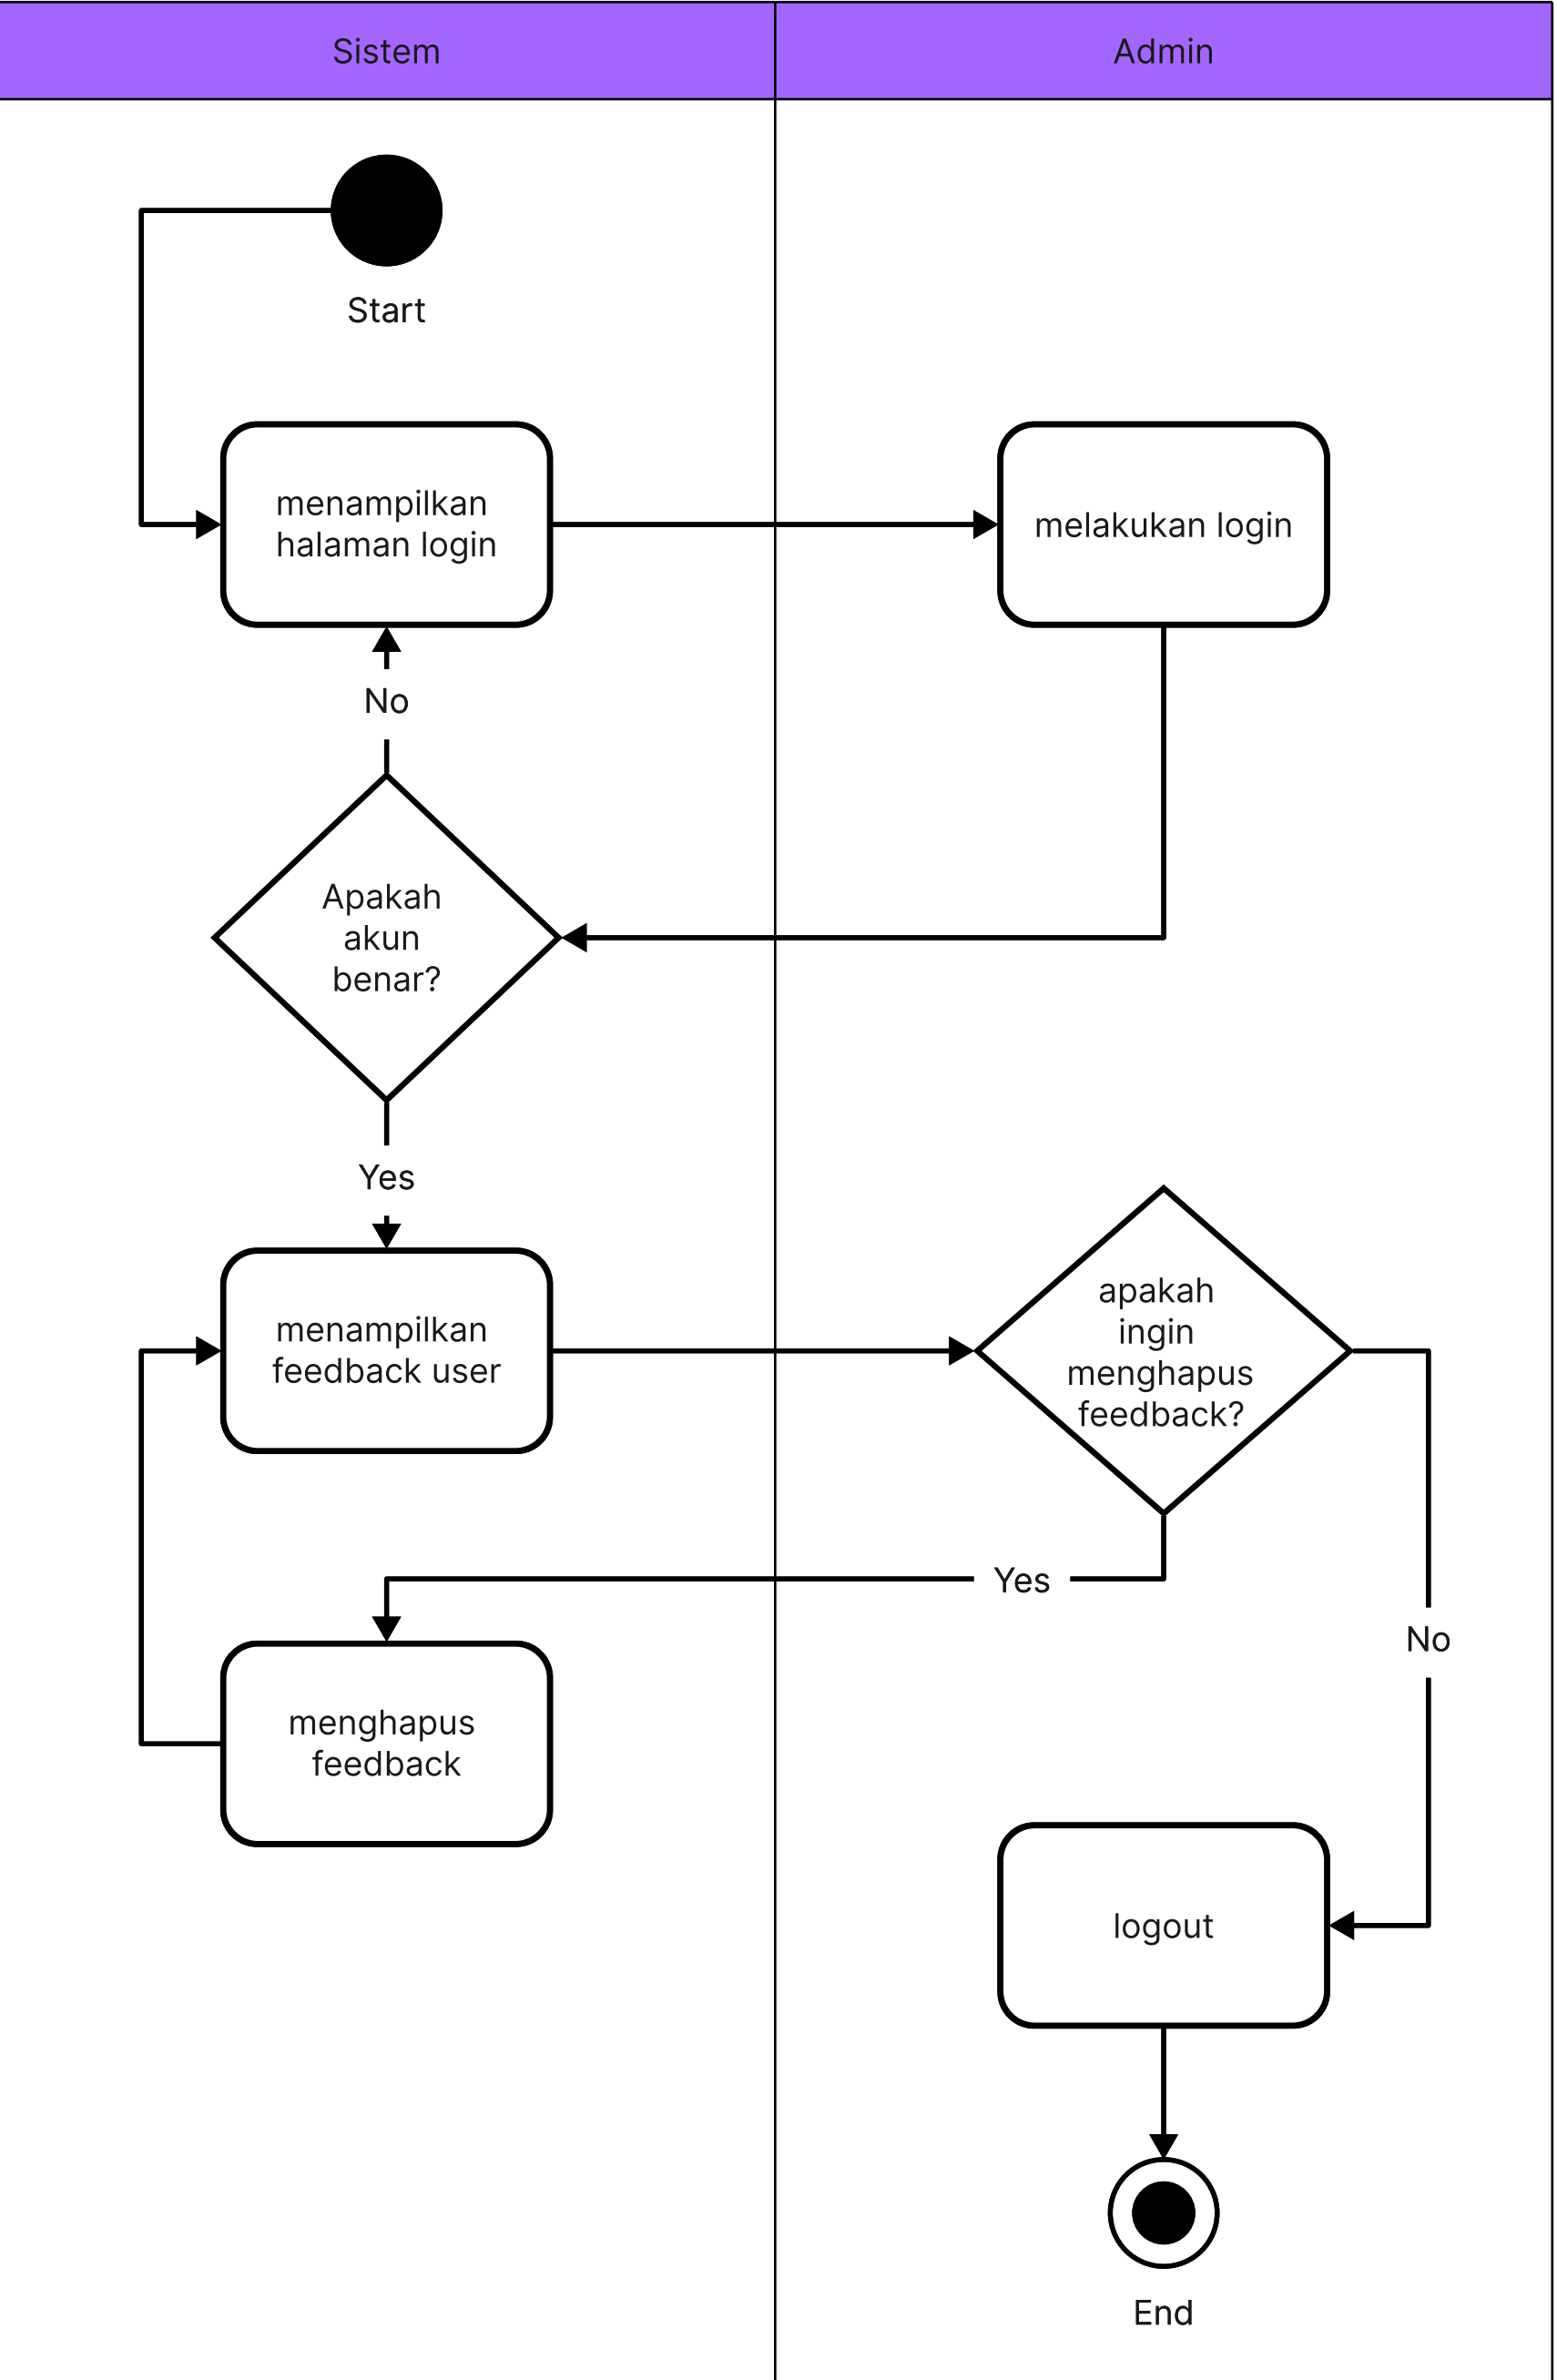 Sistem
Admin
Start
menampilkan
halaman login
melakukan login
No
Apakah
akun
benar?
Yes
menampilkan
feedback user
apakah
ingin
menghapus
feedback?
Yes
No
menghapus
feedback
logout
End